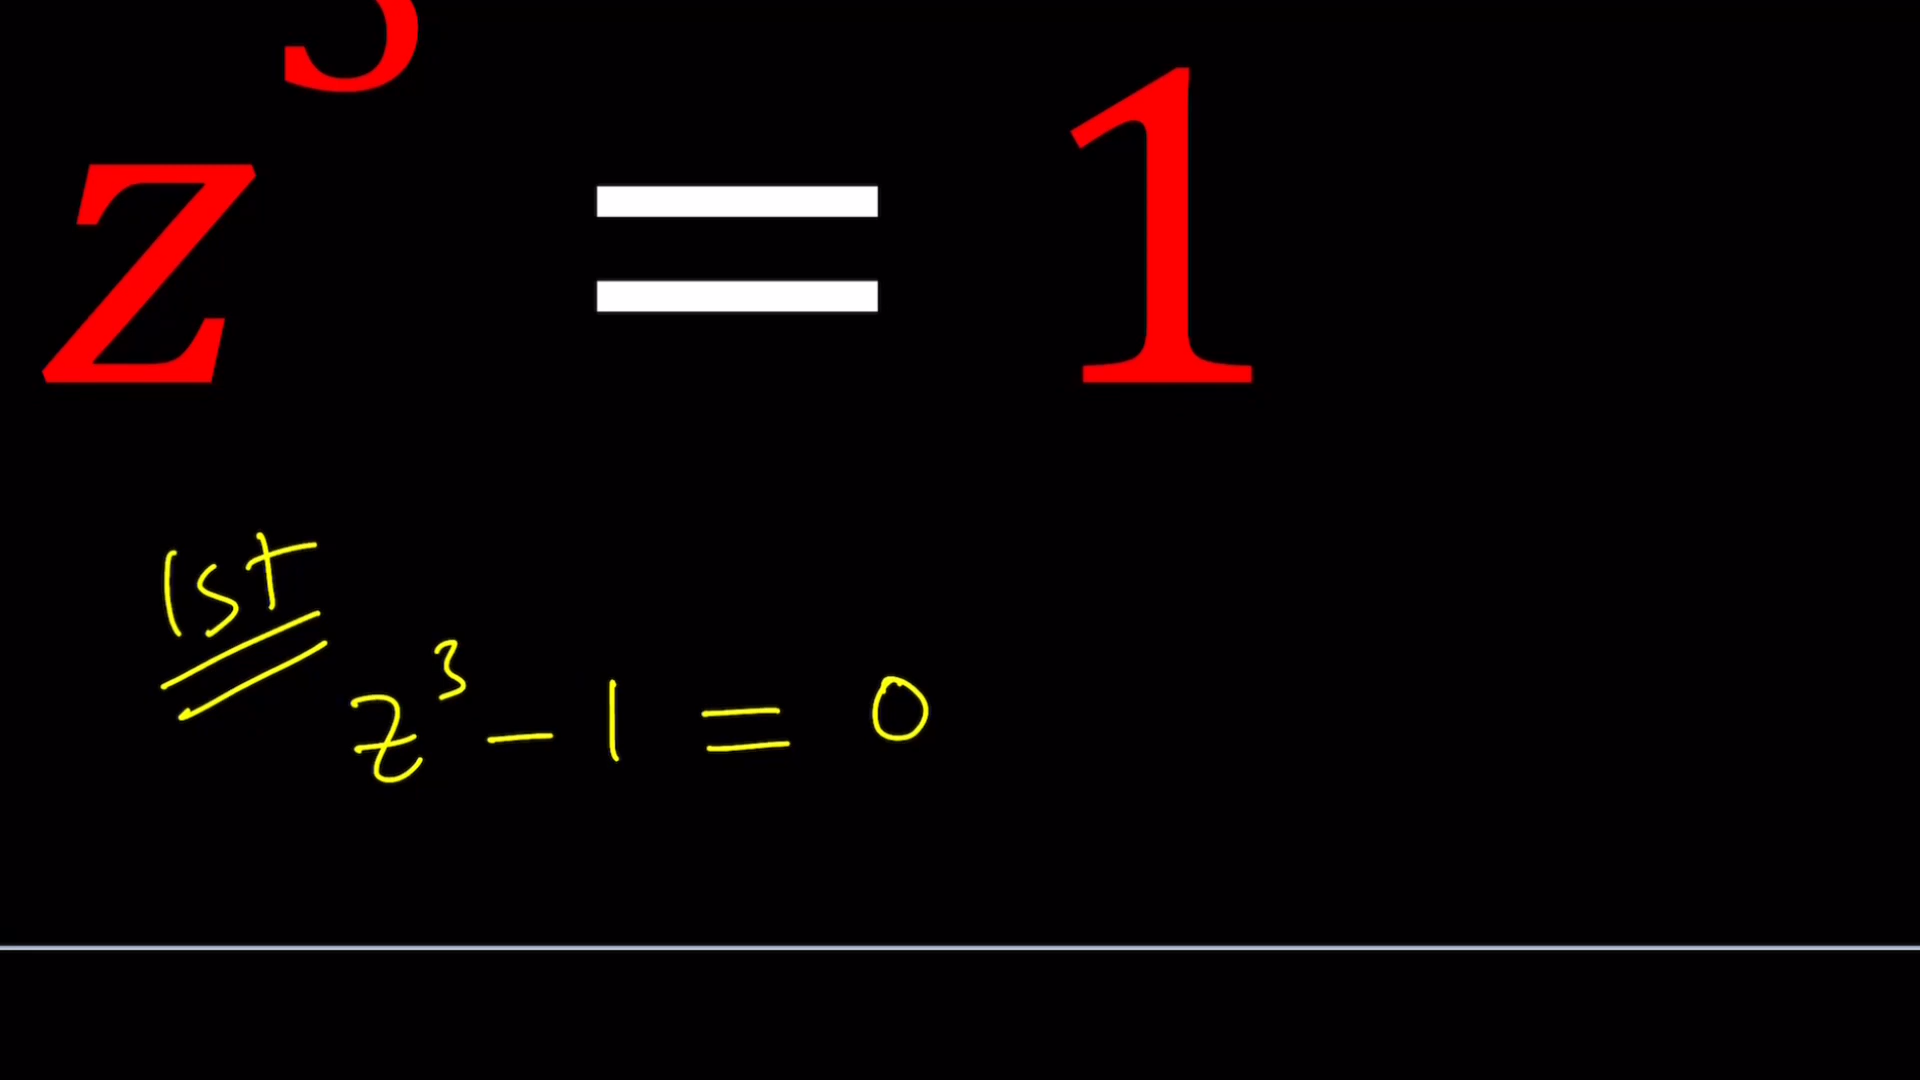 z³ = 1
1st
z³ - 1 = 0